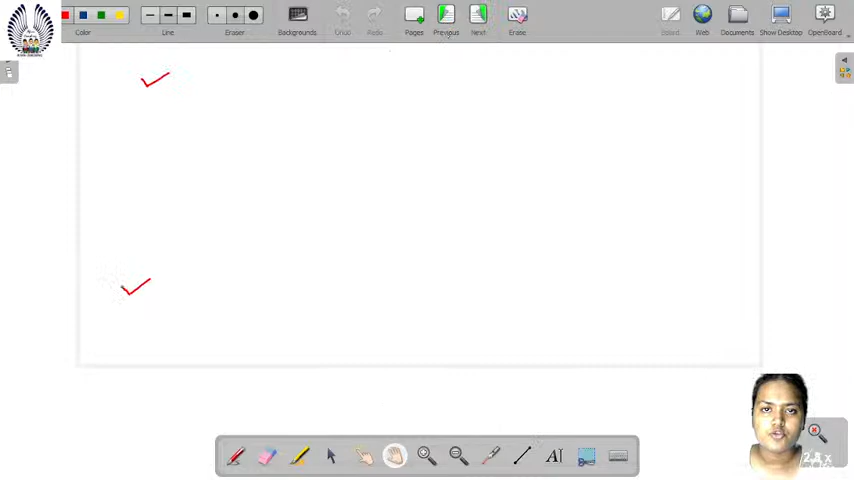 Color
Line
Eraser
Backgrounds
Undo
Redo
Pages
Previous
Next
Erase
Board
Web
Documents
Show Desktop
OpenBoard